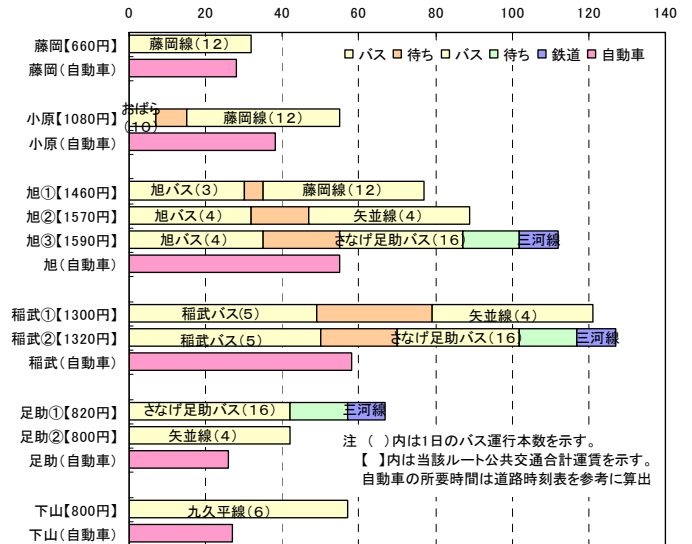 0 20 40 60 80 100 120 140
藤岡【660円】 藤岡線(12)
バス 待ち バス 待ち 鉄道 自動車
藤岡(自動車)
小原【1080円】 おばら(10) 藤岡線(12)
小原(自動車)
旭①【1460円】 旭バス(3) 藤岡線(12)
旭②【1570円】 旭バス(4) 矢並線(4)
旭③【1590円】 旭バス(4) さなげ足助バス(16) 三河線
旭(自動車)
稲武①【1300円】 稲武バス(5) 矢並線(4)
稲武②【1320円】 稲武バス(5) さなげ足助バス(16) 三河線
稲武(自動車)
足助①【820円】 さなげ足助バス(16) 三河線
足助②【800円】 矢並線(4)
足助(自動車)
注 ( )内は1日のバス運行本数を示す。
【 】内は当該ルート公共交通合計運賃を示す。
自動車の所要時間は道路時刻表を参考に算出
下山【800円】 九久平線(6)
下山(自動車)